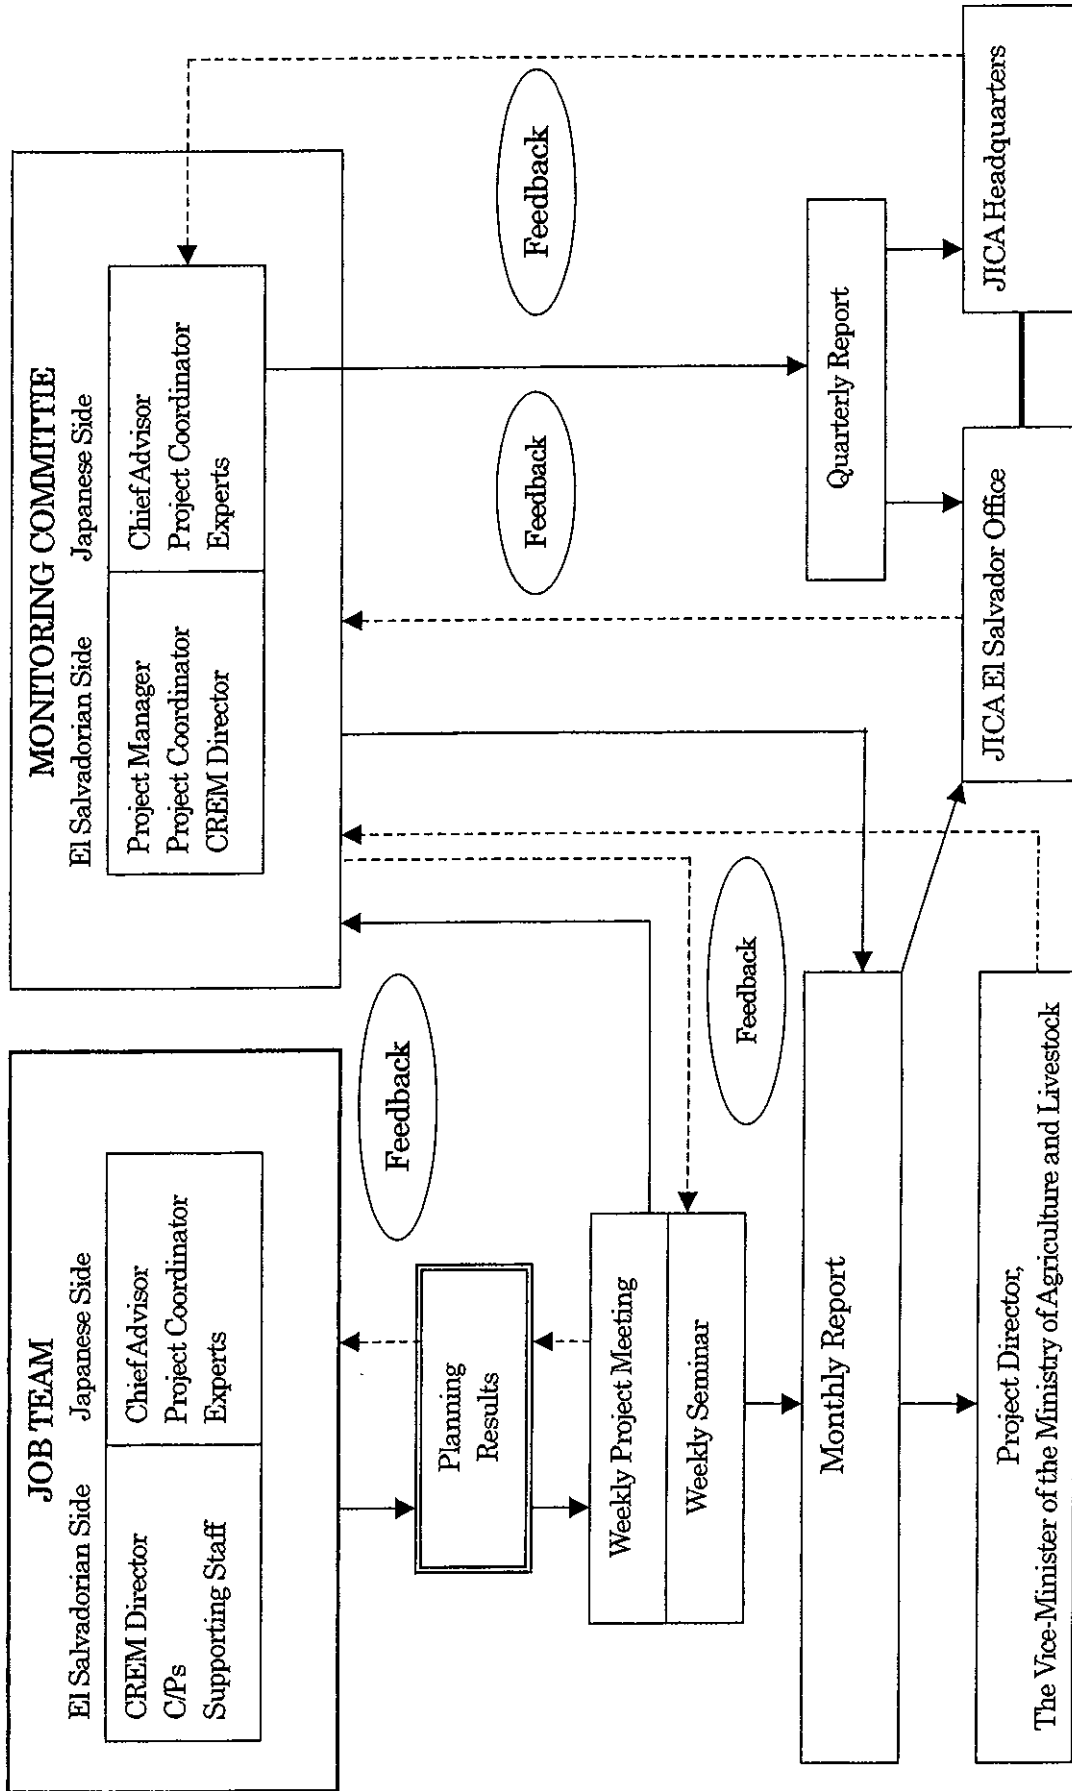 JOB TEAM
El Salvadorian Side
Japanese Side
CREM Director
C/Ps
Supporting Staff
Chief Advisor
Project Coordinator
Experts
MONITORING COMMITTIE
El Salvadorian Side
Japanese Side
Project Manager
Project Coordinator
CREM Director
Chief Advisor
Project Coordinator
Experts
Feedback
Planning
Results
Weekly Project Meeting
Weekly Seminar
Feedback
Feedback
Feedback
Monthly Report
Quarterly Report
Project Director,
The Vice-Minister of the Ministry of Agriculture and Livestock
JICA El Salvador Office
JICA Headquarters